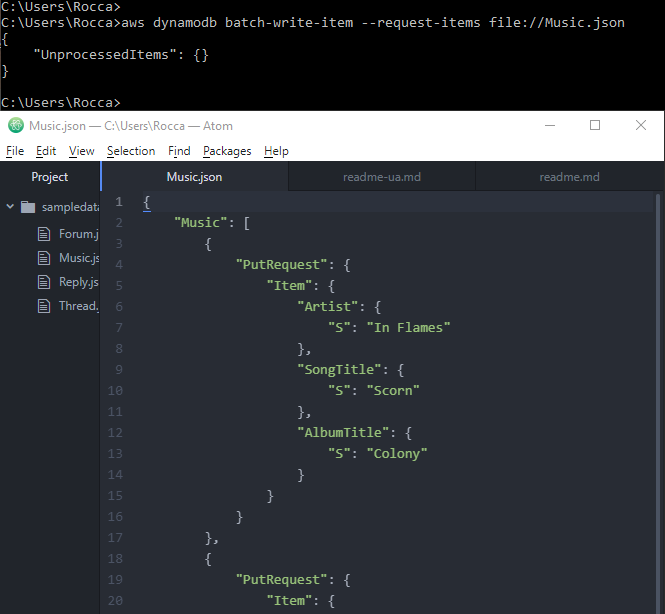 C:\Users\Rocca>
C:\Users\Rocca>aws dynamodb batch-write-item --request-items file://Music.json
{
    "UnprocessedItems": {}
}
C:\Users\Rocca>
Music.json — C:\Users\Rocca — Atom
File Edit View Selection Find Packages Help
Project
sampledata
Forum.j
Music.js
Reply.js
Thread.
Music.json readme-ua.md readme.md
1 {
2     "Music": [
3         {
4             "PutRequest": {
5                 "Item": {
6                     "Artist": {
7                         "S": "In Flames"
8                     },
9                     "SongTitle": {
10                         "S": "Scorn"
11                     },
12                     "AlbumTitle": {
13                         "S": "Colony"
14                     }
15                 }
16             }
17         },
18         {
19             "PutRequest": {
20                 "Item": {